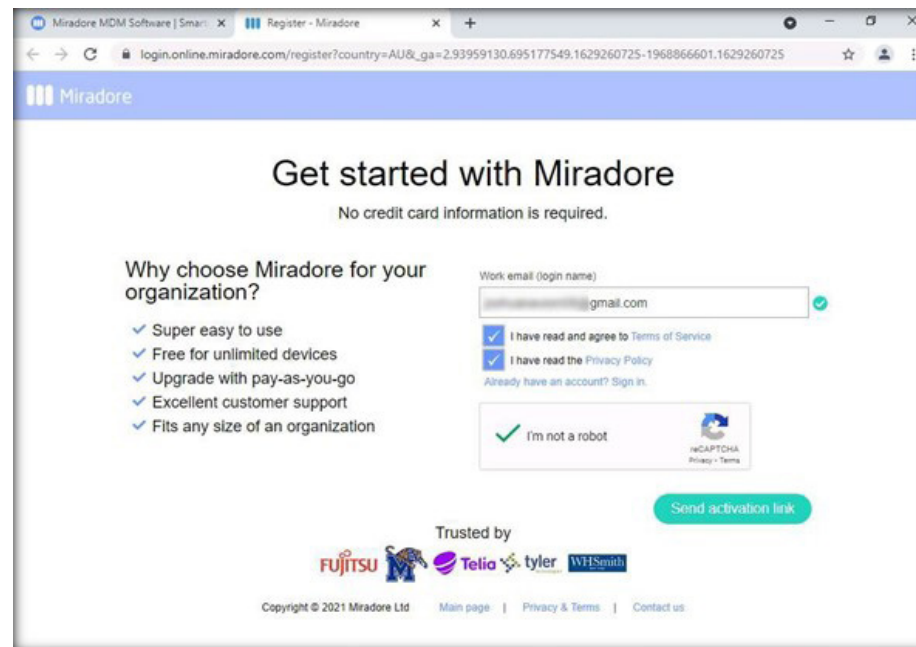 Miradore MDM Software | Smart
Register - Miradore
login.online.miradore.com/register?country=AU&_ga=2.93959130.695177549.1629260725-1968866601.1629260725
Miradore
Get started with Miradore
No credit card information is required.
Why choose Miradore for your
organization?
Super easy to use
Free for unlimited devices
Upgrade with pay-as-you-go
Excellent customer support
Fits any size of an organization
Work email (login name)
gmail.com
I have read and agree to Terms of Service
I have read the Privacy Policy
Already have an account? Sign in.
I'm not a robot
reCAPTCHA
Privacy - Terms
Send activation link
Trusted by
FUJITSU M Telia tyler WHSmith
Copyright © 2021 Miradore Ltd Main page | Privacy & Terms | Contact us